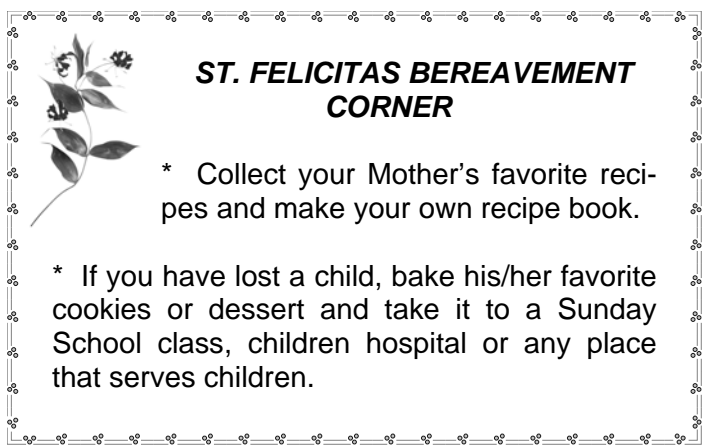 ST. FELICITAS BEREAVEMENT
CORNER
* Collect your Mother's favorite reci-
pes and make your own recipe book.
* If you have lost a child, bake his/her favorite
cookies or dessert and take it to a Sunday
School class, children hospital or any place
that serves children.